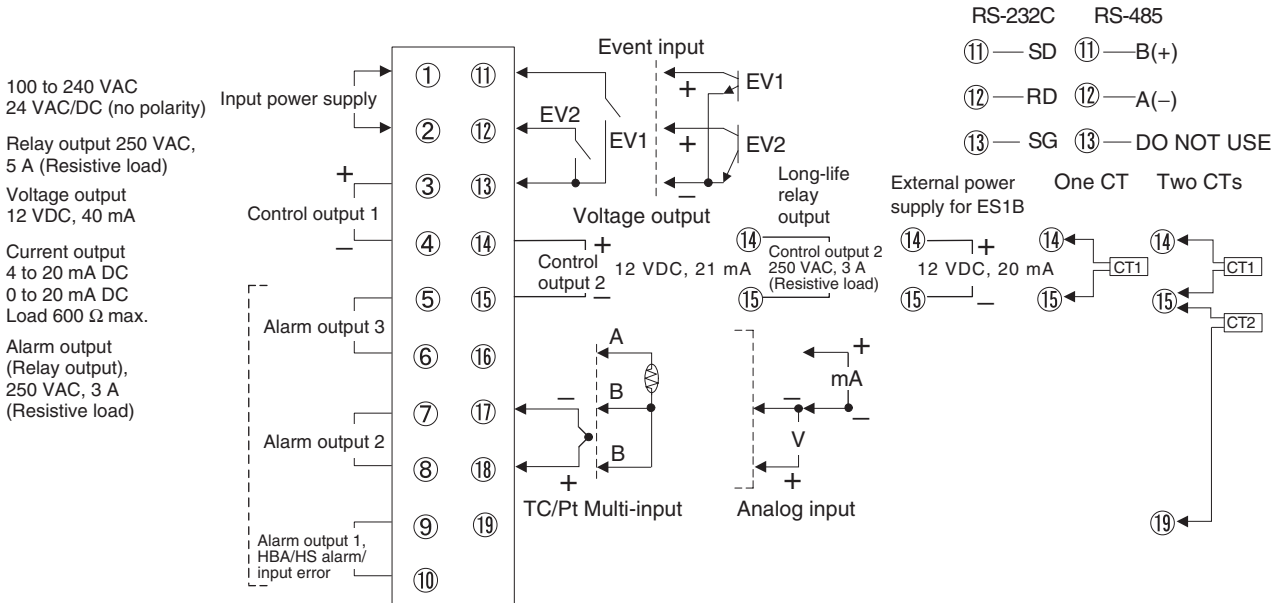 RS-232C RS-485
⑪ SD ⑪ B(+)
⑫ RD ⑫ A(−)
⑬ SG ⑬ DO NOT USE
100 to 240 VAC
24 VAC/DC (no polarity)
Relay output 250 VAC,
5 A (Resistive load)
Voltage output
12 VDC, 40 mA
Current output
4 to 20 mA DC
0 to 20 mA DC
Load 600 Ω max.
Alarm output
(Relay output),
250 VAC, 3 A
(Resistive load)
Input power supply
+
Control output 1
−
Alarm output 3
Alarm output 2
Alarm output 1,
HBA/HS alarm/
input error
① ⑪
② ⑫
③ ⑬
④ ⑭
⑤ ⑮
⑥ ⑯
⑦ ⑰
⑧ ⑱
⑨ ⑲
⑩
Event input
EV2
EV1
+
EV1
+
EV2
−
Voltage output
+
Control
output 2
−
12 VDC, 21 mA
Long-life
relay
output
⑭
Control output 2
250 VAC, 3 A
(Resistive load)
⑮
External power
supply for ES1B
⑭
+
12 VDC, 20 mA
⑮
−
One CT
⑭
CT1
⑮
Two CTs
⑭
CT1
⑮
CT2
⑲
−
+
A
B
B
TC/Pt Multi-input
+
mA
−
−
V
+
Analog input